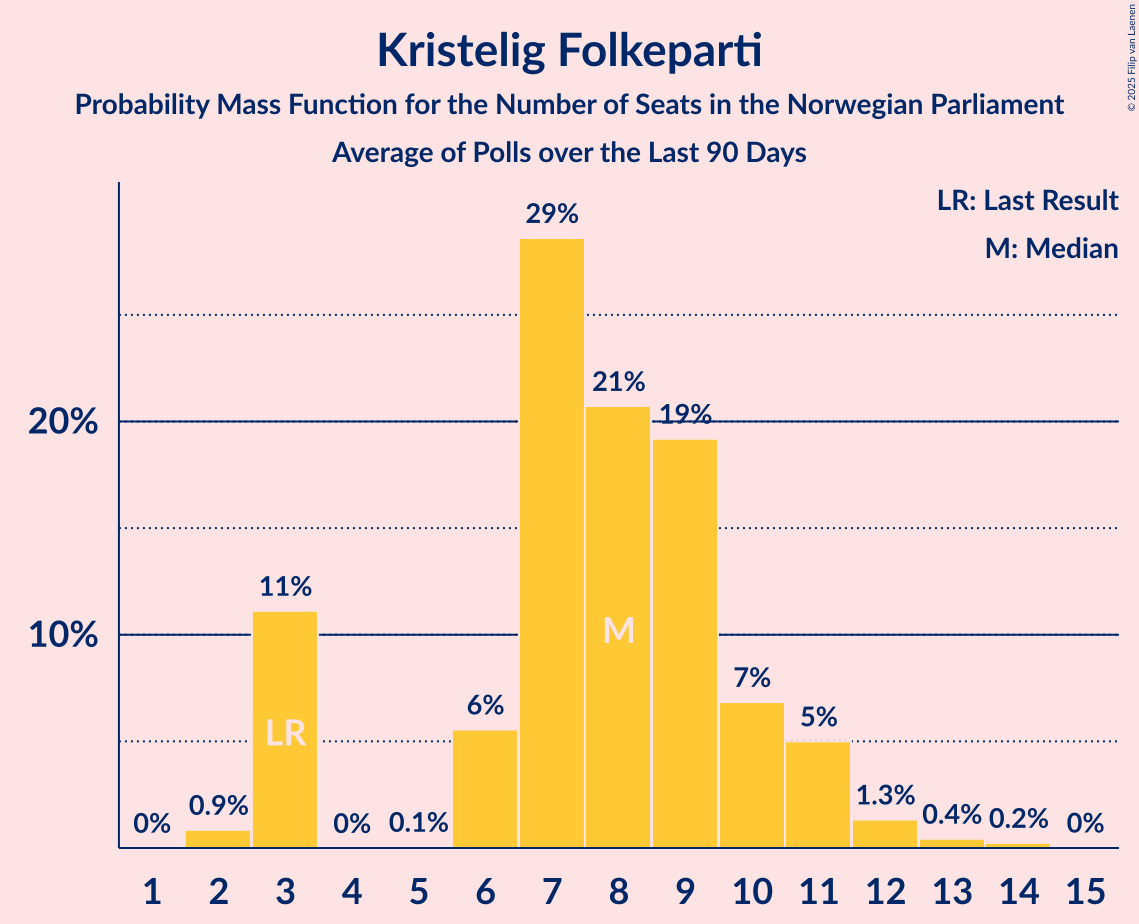 Kristelig Folkeparti
Probability Mass Function for the Number of Seats in the Norwegian Parliament
Average of Polls over the Last 90 Days
© 2025 Filip van Laenen
LR: Last Result
M: Median
29%
21%
19%
20%
11%
10%
M
7%
6%
5%
LR
0%
0.9%
0%
0.1%
1.3%
0.4%
0.2%
0%
1 2 3 4 5 6 7 8 9 10 11 12 13 14 15